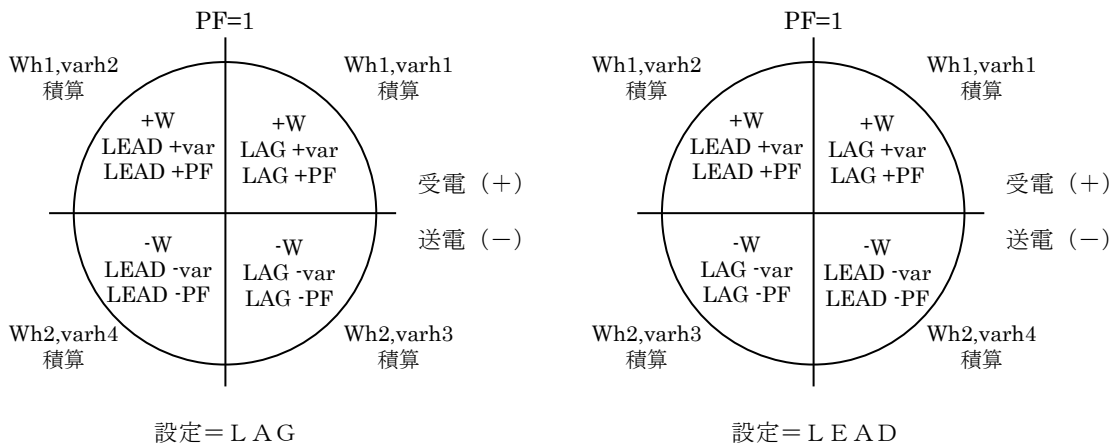 PF=1
Wh1,varh2
積算
Wh1,varh1
積算
+W
LEAD +var
LEAD +PF
+W
LAG +var
LAG +PF
受電（＋）
送電（－）
-W
LEAD -var
LEAD -PF
-W
LAG -var
LAG -PF
Wh2,varh4
積算
Wh2,varh3
積算
設定＝ＬＡＧ
PF=1
Wh1,varh2
積算
Wh1,varh1
積算
+W
LEAD +var
LEAD +PF
+W
LAG +var
LAG +PF
受電（＋）
送電（－）
-W
LAG -var
LAG -PF
-W
LEAD -var
LEAD -PF
Wh2,varh3
積算
Wh2,varh4
積算
設定＝ＬＥＡＤ